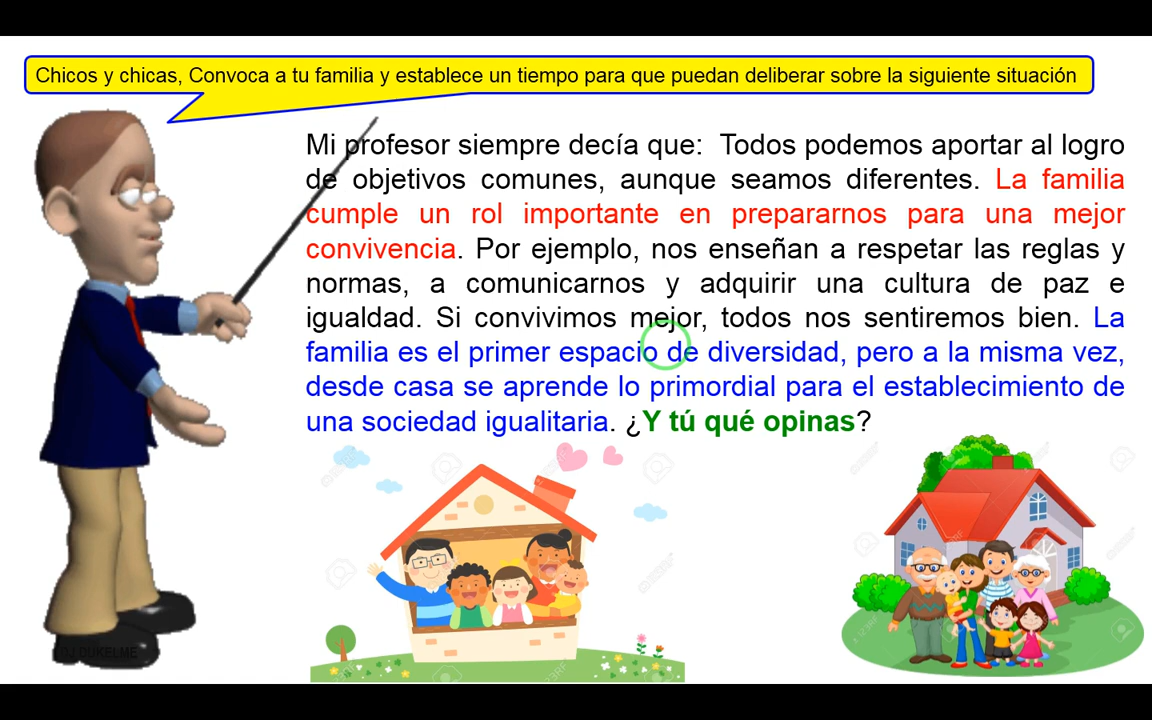 Chicos y chicas, Convoca a tu familia y establece un tiempo para que puedan deliberar sobre la siguiente situación
Mi profesor siempre decía que: Todos podemos aportar al logro
de objetivos comunes, aunque seamos diferentes. La familia
cumple un rol importante en prepararnos para una mejor
convivencia. Por ejemplo, nos enseñan a respetar las reglas y
normas, a comunicarnos y adquirir una cultura de paz e
igualdad. Si convivimos mejor, todos nos sentiremos bien. La
familia es el primer espacio de diversidad, pero a la misma vez,
desde casa se aprende lo primordial para el establecimiento de
una sociedad igualitaria. ¿Y tú qué opinas?